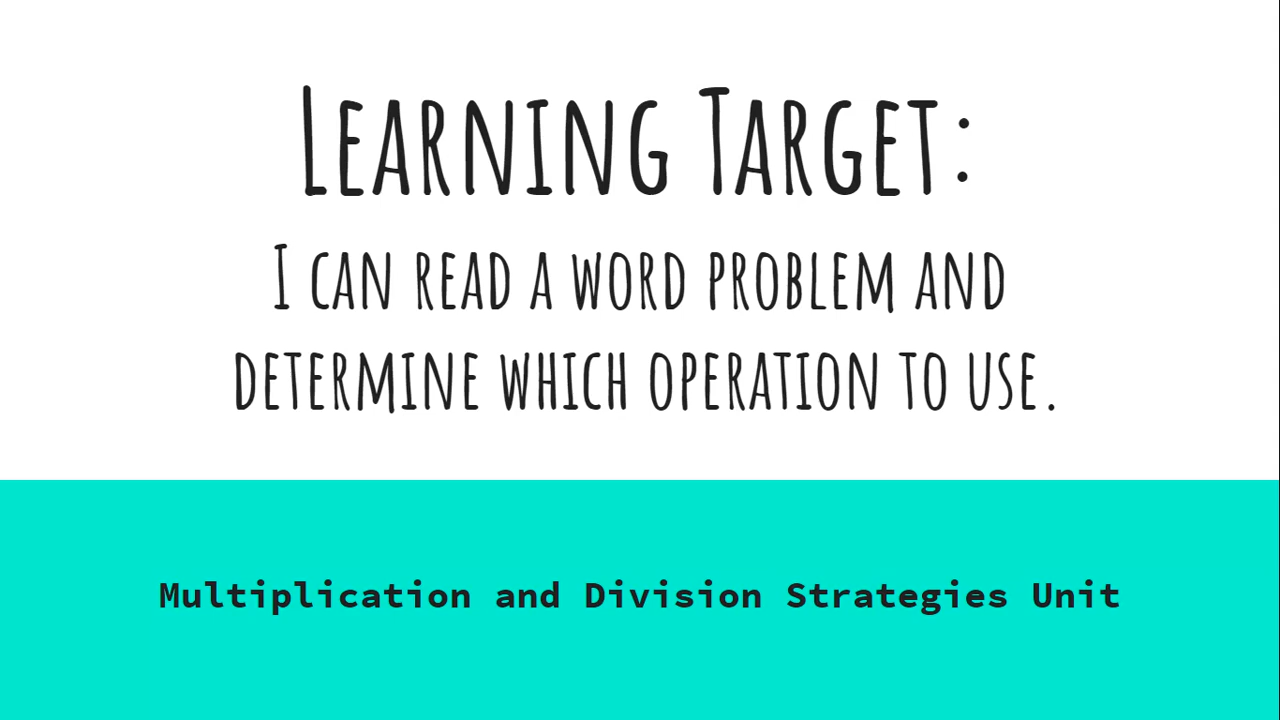 Learning Target:
I can read a word problem and
determine which operation to use.
Multiplication and Division Strategies Unit